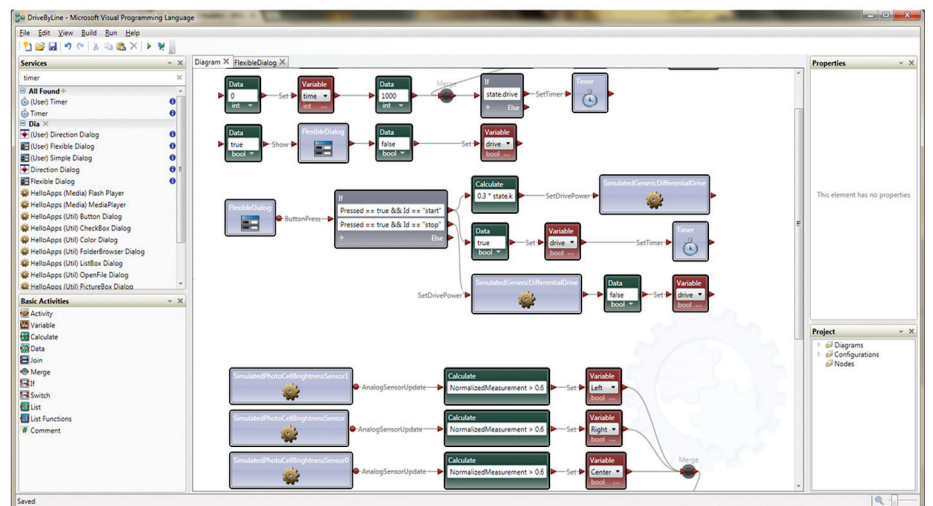 DriveByLine - Microsoft Visual Programming Language
File Edit View Build Run Help
Services
timer
All Found
(User) Timer
Timer
Dia
(User) Direction Dialog
(User) Flexible Dialog
(User) Simple Dialog
Direction Dialog
Flexible Dialog
HelloApps (Media) Flash Player
HelloApps (Media) MediaPlayer
HelloApps (Util) Button Dialog
HelloApps (Util) CheckBox Dialog
HelloApps (Util) Color Dialog
HelloApps (Util) FolderBrowser Dialog
HelloApps (Util) ListBox Dialog
HelloApps (Util) OpenFile Dialog
HelloApps (Util) PictureBox Dialog
Basic Activities
Activity
Variable
Calculate
Data
Join
Merge
If
Switch
List
List Functions
Comment
Diagram FlexibleDialog
Data
0
int
Set
Variable
time
int ...
Data
1000
int
Merge
If
state.drive
Else
SetTimer
Timer
Data
true
bool
Show
FlexibleDialog
Data
false
bool
Set
Variable
drive
bool ...
FlexibleDialog
ButtonPress
If
Pressed == true && Id == "start"
Pressed == true && Id == "stop"
Else
Calculate
0.3 * state.k
SetDrivePower
SimulatedGenericDifferentialDrive
Data
true
bool
Set
Variable
drive
bool ...
SetTimer
Timer
SetDrivePower
SimulatedGenericDifferentialDrive
Data
false
bool
Set
Variable
drive
bool ...
SimulatedPhotoCellBrightnessSensor1
AnalogSensorUpdate
Calculate
NormalizedMeasurement > 0.6
Set
Variable
Left
bool ...
SimulatedPhotoCellBrightnessSensor
AnalogSensorUpdate
Calculate
NormalizedMeasurement > 0.6
Set
Variable
Right
bool ...
SimulatedPhotoCellBrightnessSensor0
AnalogSensorUpdate
Calculate
NormalizedMeasurement > 0.6
Set
Variable
Center
bool ...
Merge
Properties
This element has no properties
Project
Diagrams
Configurations
Nodes
Saved